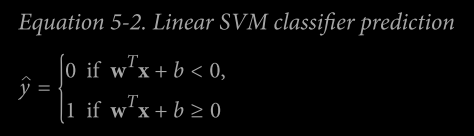 Equation 5-2. Linear SVM classifier prediction
0 if wᵀx + b < 0,
ŷ =
1 if wᵀx + b ≥ 0